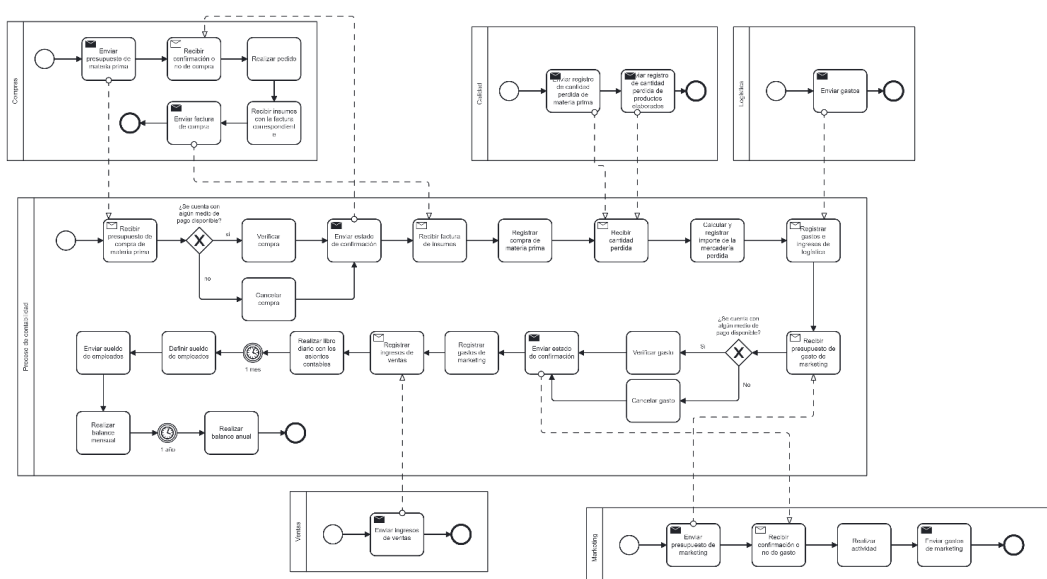 Compras
Enviar
presupuesto de
materia prima
Recibir
confirmación o
no de compra
Realizar pedido
Enviar factura
de compra
Recibir insumos
con la factura
correspondient
e
Calidad
Enviar registro
de cantidad
perdida de
materia prima
Enviar registro
de cantidad
perdida de
productos
elaborados
Logística
Enviar gastos
Proceso de contabilidad
Recibir
presupuesto de
compra de
materia prima
¿Se cuenta con
algún medio de
pago disponible?
si
no
Verificar
compra
Cancelar
compra
Enviar estado
de confirmación
Recibir factura
de insumos
Registrar
compra de
materia prima
Recibir
cantidad
perdida
Calcular y
registrar
importe de la
mercadería
perdida
Registrar
gastos e
ingresos de
logística
Enviar sueldo
de empleados
Definir sueldo
de empleados
1 mes
Realizar libro
diario con los
asientos
contables
Registrar
ingresos de
ventas
Registrar
gastos de
marketing
Enviar estado
de confirmación
Verificar gasto
Cancelar gasto
¿Se cuenta con
algún medio de
pago disponible?
Si
No
Recibir
presupuesto de
gasto de
marketing
Realizar
balance
mensual
1 año
Realizar
balance anual
Ventas
Enviar ingresos
de ventas
Marketing
Enviar
presupuesto de
marketing
Recibir
confirmación o
no de gasto
Realizar
actividad
Enviar gastos
de marketing